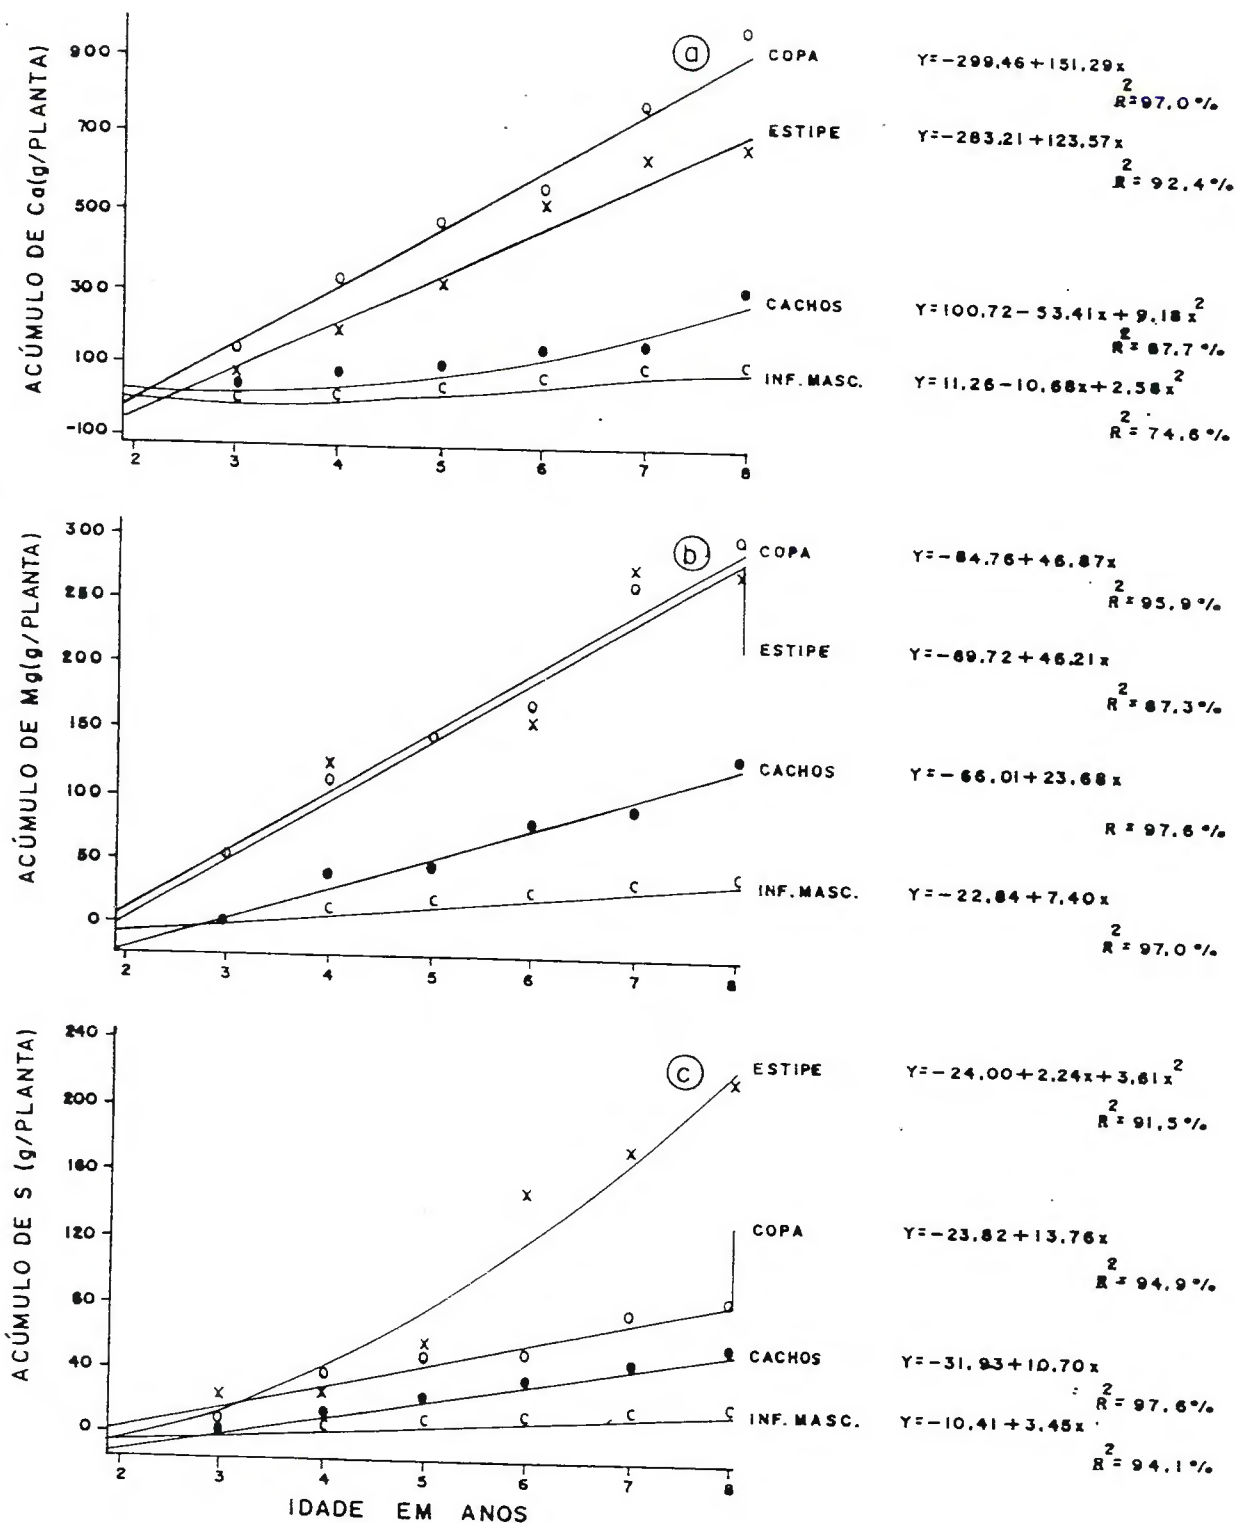 ACÚMULO DE Ca(g/PLANTA)
900
700
500
300
100
-100
2 3 4 5 6 7 8
a
COPA Y=-299,46+151,29x
R²=97,0%
ESTIPE Y=-283,21+123,57x
R²=92,4%
CACHOS Y=100,72-53,41x+9,18x²
R²=87,7%
INF.MASC. Y=11,26-10,68x+2,58x²
R²=74,6%
ACÚMULO DE Mg(g/PLANTA)
300
250
200
150
100
50
0
2 3 4 5 6 7 8
b
COPA Y=-84,76+46,87x
R²=95,9%
ESTIPE Y=-89,72+46,21x
R²=87,3%
CACHOS Y=-66,01+23,68x
R=97,6%
INF.MASC. Y=-22,84+7,40x
R²=97,0%
ACÚMULO DE S (g/PLANTA)
240
200
160
120
80
40
0
2 3 4 5 6 7 8
c
ESTIPE Y=-24,00+2,24x+3,61x²
R²=91,5%
COPA Y=-23,82+13,76x
R²=94,9%
CACHOS Y=-31,93+10,70x
R²=97,6%
INF.MASC. Y=-10,41+3,45x
R²=94,1%
IDADE EM ANOS